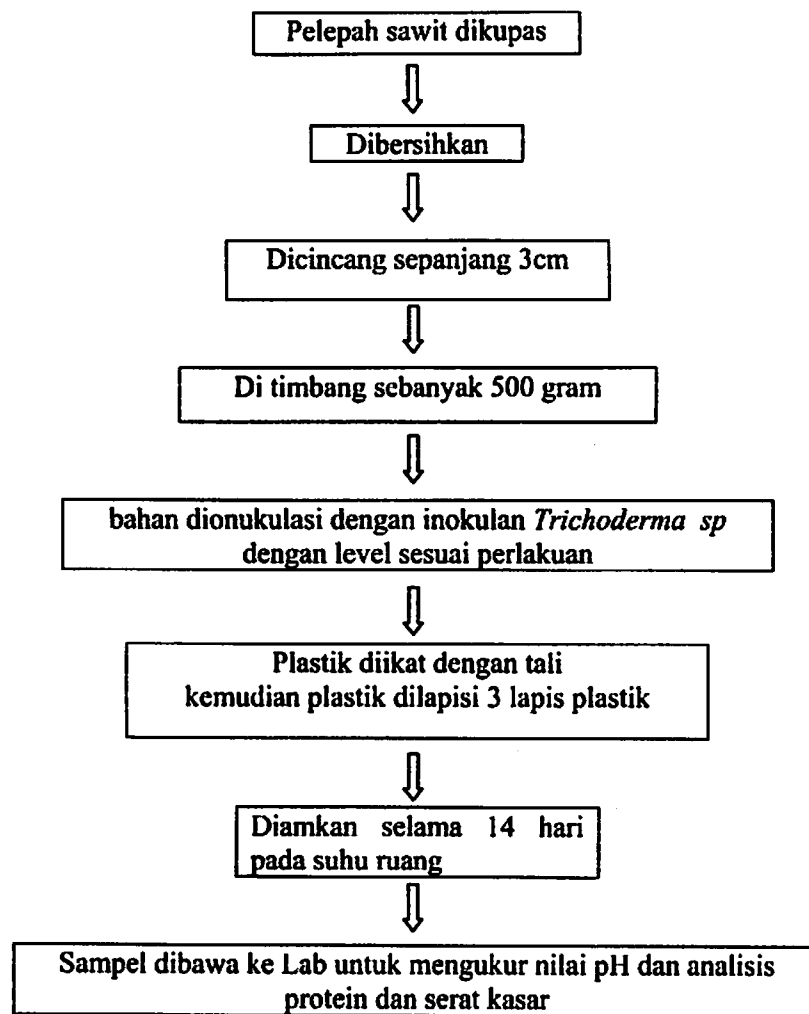 Pelepah sawit dikupas
Dibersihkan
Dicincang sepanjang 3cm
Di timbang sebanyak 500 gram
bahan dionukulasi dengan inokulan Trichoderma sp
dengan level sesuai perlakuan
Plastik diikat dengan tali
kemudian plastik dilapisi 3 lapis plastik
Diamkan selama 14 hari
pada suhu ruang
Sampel dibawa ke Lab untuk mengukur nilai pH dan analisis
protein dan serat kasar